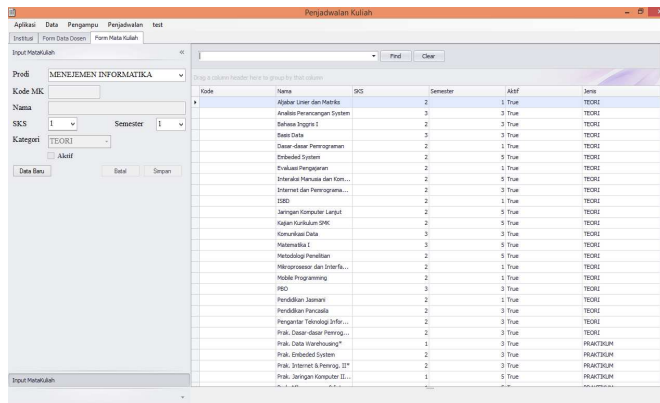 Penjadwalan Kuliah
Aplikasi Data Pengampu Penjadwalan test
Institusi Form Data Dosen Form Mata Kuliah
Input MataKuliah
Prodi MENEJEMEN INFORMATIKA
Kode MK
Nama
SKS 1 Semester 1
Kategori TEORI
Aktif
Data Baru Batal Simpan
Input MataKuliah
Find Clear
Drag a column header here to group by that column
Kode Nama SKS Semester Aktif Jenis
Aljabar Linier dan Matriks 2 1 True TEORI
Analisis Perancangan System 3 3 True TEORI
Bahasa Inggris I 2 3 True TEORI
Basis Data 3 3 True TEORI
Dasar-dasar Pemrograman 2 1 True TEORI
Embeded System 2 5 True TEORI
Evaluasi Pengajaran 2 1 True TEORI
Interaksi Manusia dan Kom... 2 5 True TEORI
Internet dan Pemrograma... 2 3 True TEORI
ISBD 2 1 True TEORI
Jaringan Komputer Lanjut 2 5 True TEORI
Kajian Kurikulum SMK 2 5 True TEORI
Komunikasi Data 3 3 True TEORI
Matematika I 3 5 True TEORI
Metodologi Penelitian 2 5 True TEORI
Mikroprosesor dan Interfa... 2 1 True TEORI
Mobile Programming 2 1 True TEORI
PBO 3 3 True TEORI
Pendidikan Jasmani 2 1 True TEORI
Pendidikan Pancasila 2 1 True TEORI
Pengantar Teknologi Infor... 2 3 True TEORI
Prak. Dasar-dasar Pemrog... 2 3 True TEORI
Prak. Data Warehousing* 1 3 True PRAKTIKUM
Prak. Embeded System 2 3 True PRAKTIKUM
Prak. Internet & Pemrog. II* 2 3 True PRAKTIKUM
Prak. Jaringan Komputer II... 1 5 True PRAKTIKUM